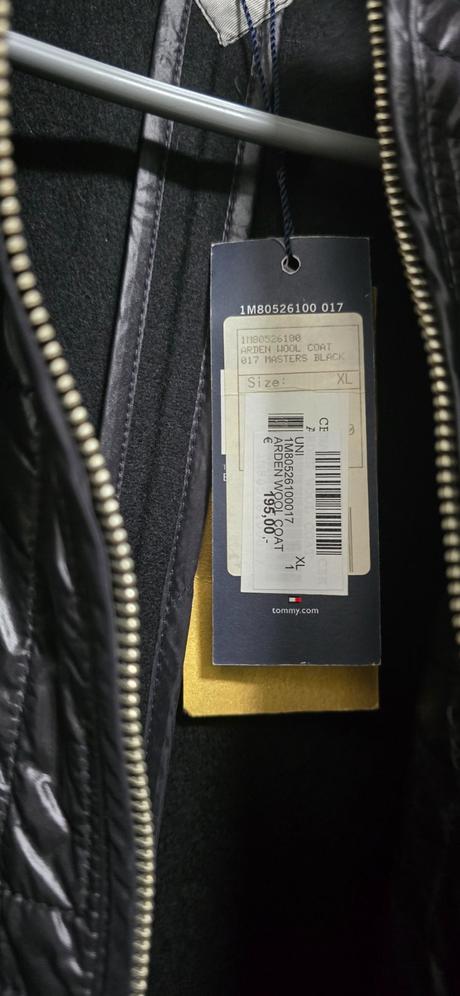 1M80526100 017
1M80526100
ARDEN WOOL COAT
017 MASTERS BLACK
Size: XL
UNI
1M80526100017 XL
ARDEN WOOL COAT 1
€ 195,00,-
tommy.com